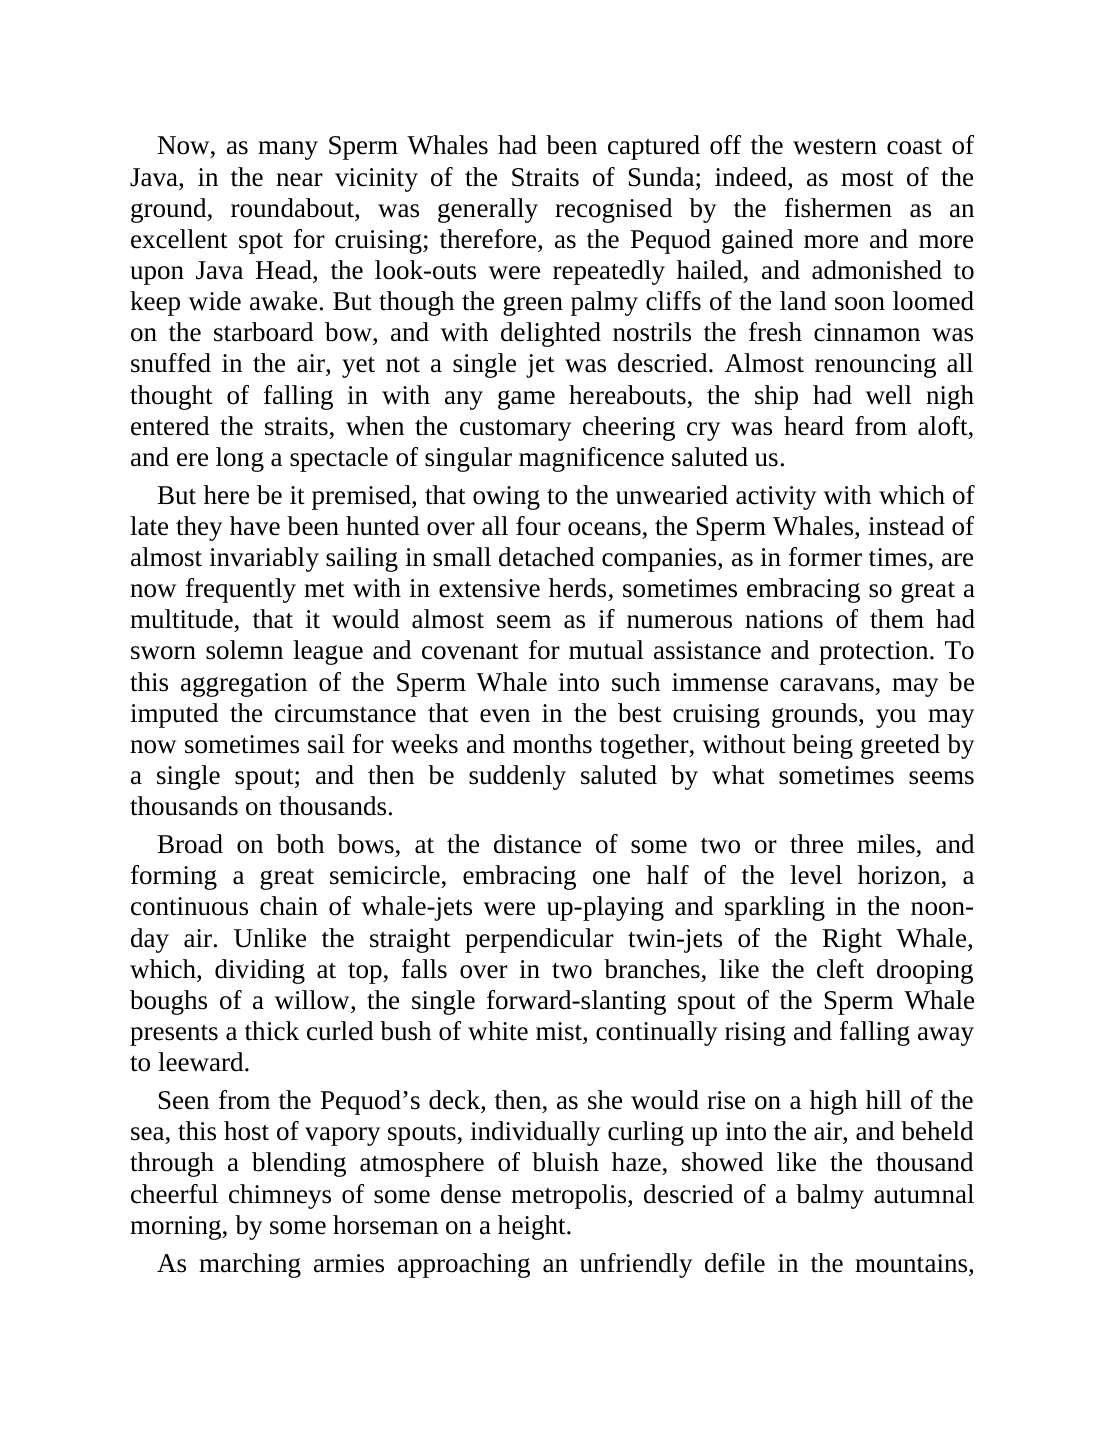 Now, as many Sperm Whales had been captured off the western coast of
Java, in the near vicinity of the Straits of Sunda; indeed, as most of the
ground, roundabout, was generally recognised by the fishermen as an
excellent spot for cruising; therefore, as the Pequod gained more and more
upon Java Head, the look-outs were repeatedly hailed, and admonished to
keep wide awake. But though the green palmy cliffs of the land soon loomed
on the starboard bow, and with delighted nostrils the fresh cinnamon was
snuffed in the air, yet not a single jet was descried. Almost renouncing all
thought of falling in with any game hereabouts, the ship had well nigh
entered the straits, when the customary cheering cry was heard from aloft,
and ere long a spectacle of singular magnificence saluted us.
But here be it premised, that owing to the unwearied activity with which of
late they have been hunted over all four oceans, the Sperm Whales, instead of
almost invariably sailing in small detached companies, as in former times, are
now frequently met with in extensive herds, sometimes embracing so great a
multitude, that it would almost seem as if numerous nations of them had
sworn solemn league and covenant for mutual assistance and protection. To
this aggregation of the Sperm Whale into such immense caravans, may be
imputed the circumstance that even in the best cruising grounds, you may
now sometimes sail for weeks and months together, without being greeted by
a single spout; and then be suddenly saluted by what sometimes seems
thousands on thousands.
Broad on both bows, at the distance of some two or three miles, and
forming a great semicircle, embracing one half of the level horizon, a
continuous chain of whale-jets were up-playing and sparkling in the noon-
day air. Unlike the straight perpendicular twin-jets of the Right Whale,
which, dividing at top, falls over in two branches, like the cleft drooping
boughs of a willow, the single forward-slanting spout of the Sperm Whale
presents a thick curled bush of white mist, continually rising and falling away
to leeward.
Seen from the Pequod’s deck, then, as she would rise on a high hill of the
sea, this host of vapory spouts, individually curling up into the air, and beheld
through a blending atmosphere of bluish haze, showed like the thousand
cheerful chimneys of some dense metropolis, descried of a balmy autumnal
morning, by some horseman on a height.
As marching armies approaching an unfriendly defile in the mountains,